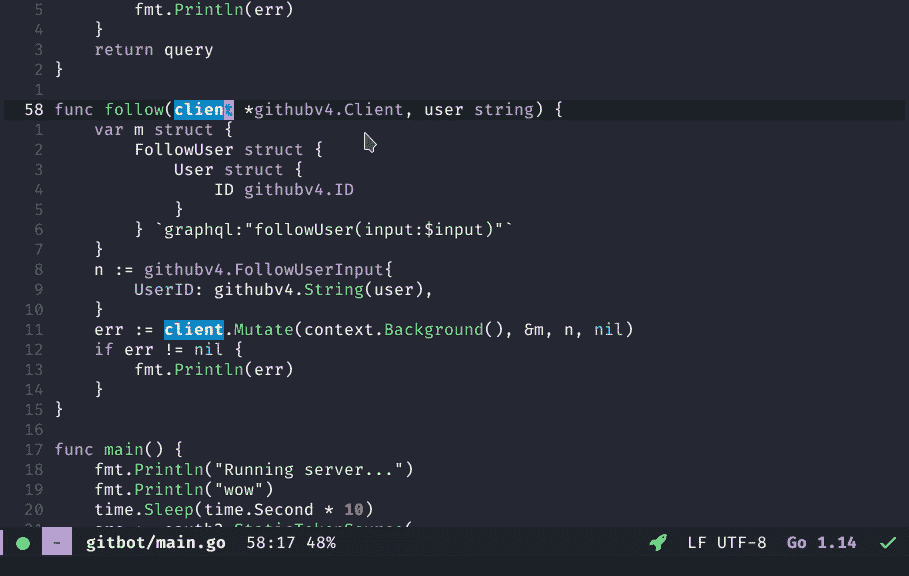 5         fmt.Println(err)
4     }
3     return query
2 }
1
58 func follow(client *githubv4.Client, user string) {
1     var m struct {
2         FollowUser struct {
3             User struct {
4                 ID githubv4.ID
5             }
6         } `graphql:"followUser(input:$input)"`
7     }
8     n := githubv4.FollowUserInput{
9         UserID: githubv4.String(user),
10     }
11     err := client.Mutate(context.Background(), &m, n, nil)
12     if err != nil {
13         fmt.Println(err)
14     }
15 }
16
17 func main() {
18     fmt.Println("Running server...")
19     fmt.Println("wow")
20     time.Sleep(time.Second * 10)
- gitbot/main.go 58:17 48% LF UTF-8 Go 1.14